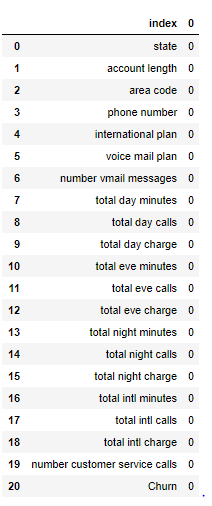 index 0
0 state 0
1 account length 0
2 area code 0
3 phone number 0
4 international plan 0
5 voice mail plan 0
6 number vmail messages 0
7 total day minutes 0
8 total day calls 0
9 total day charge 0
10 total eve minutes 0
11 total eve calls 0
12 total eve charge 0
13 total night minutes 0
14 total night calls 0
15 total night charge 0
16 total intl minutes 0
17 total intl calls 0
18 total intl charge 0
19 number customer service calls 0
20 Churn 0 .